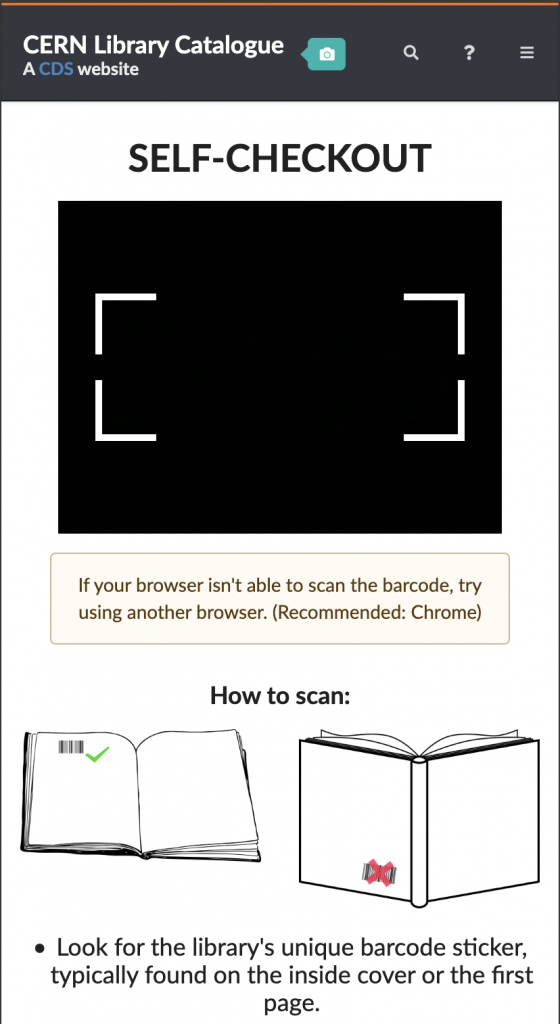 CERN Library Catalogue
A CDS website
?
SELF-CHECKOUT
If your browser isn't able to scan the barcode, try
using another browser. (Recommended: Chrome)
How to scan:
• Look for the library's unique barcode sticker,
typically found on the inside cover or the first
page.